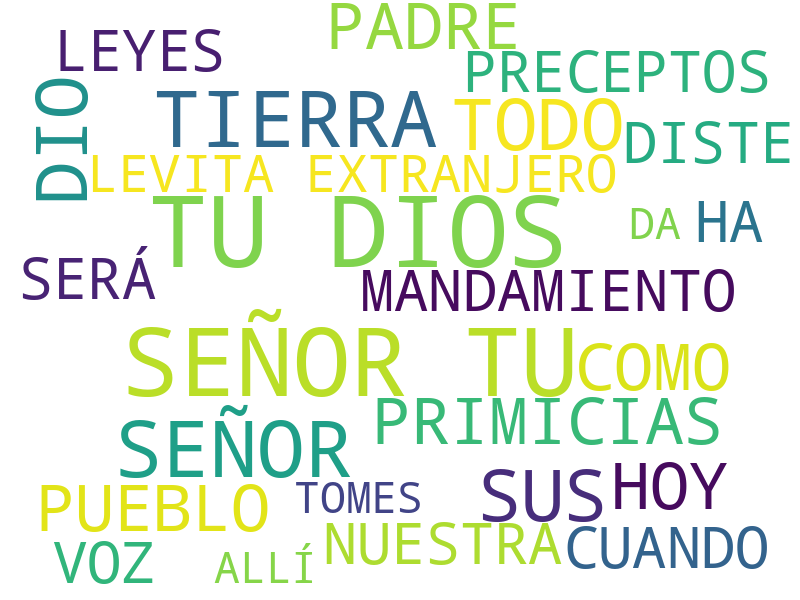 PADRE
LEYES
PRECEPTOS
DIO
TIERRA
TODO
DISTE
LEVITA EXTRANJERO
TU DIOS
DA
HA
SERÁ
MANDAMIENTO
SEÑOR TU
COMO
PRIMICIAS
SEÑOR
SUS
HOY
PUEBLO
TOMES
NUESTRA
CUANDO
VOZ
ALLÍ